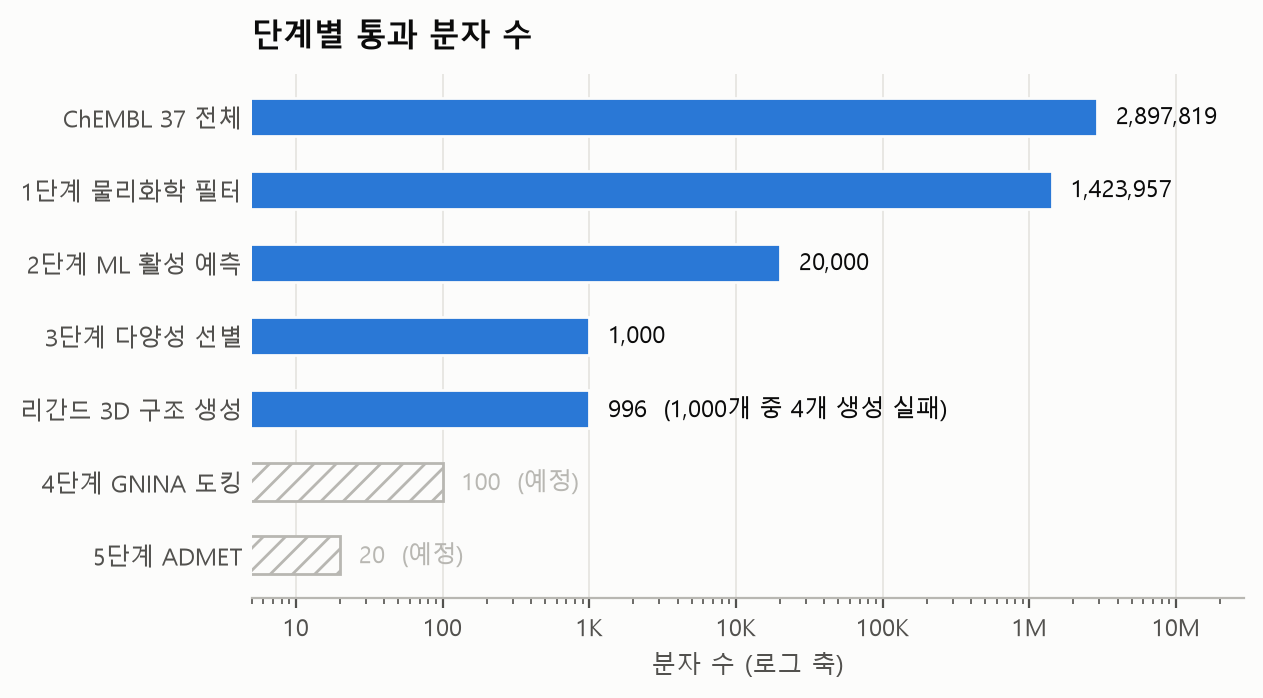 단계별 통과 분자 수
ChEMBL 37 전체 2,897,819
1단계 물리화학 필터 1,423,957
2단계 ML 활성 예측 20,000
3단계 다양성 선별 1,000
리간드 3D 구조 생성 996 (1,000개 중 4개 생성 실패)
4단계 GNINA 도킹 100 (예정)
5단계 ADMET 20 (예정)
10 100 1K 10K 100K 1M 10M
분자 수 (로그 축)